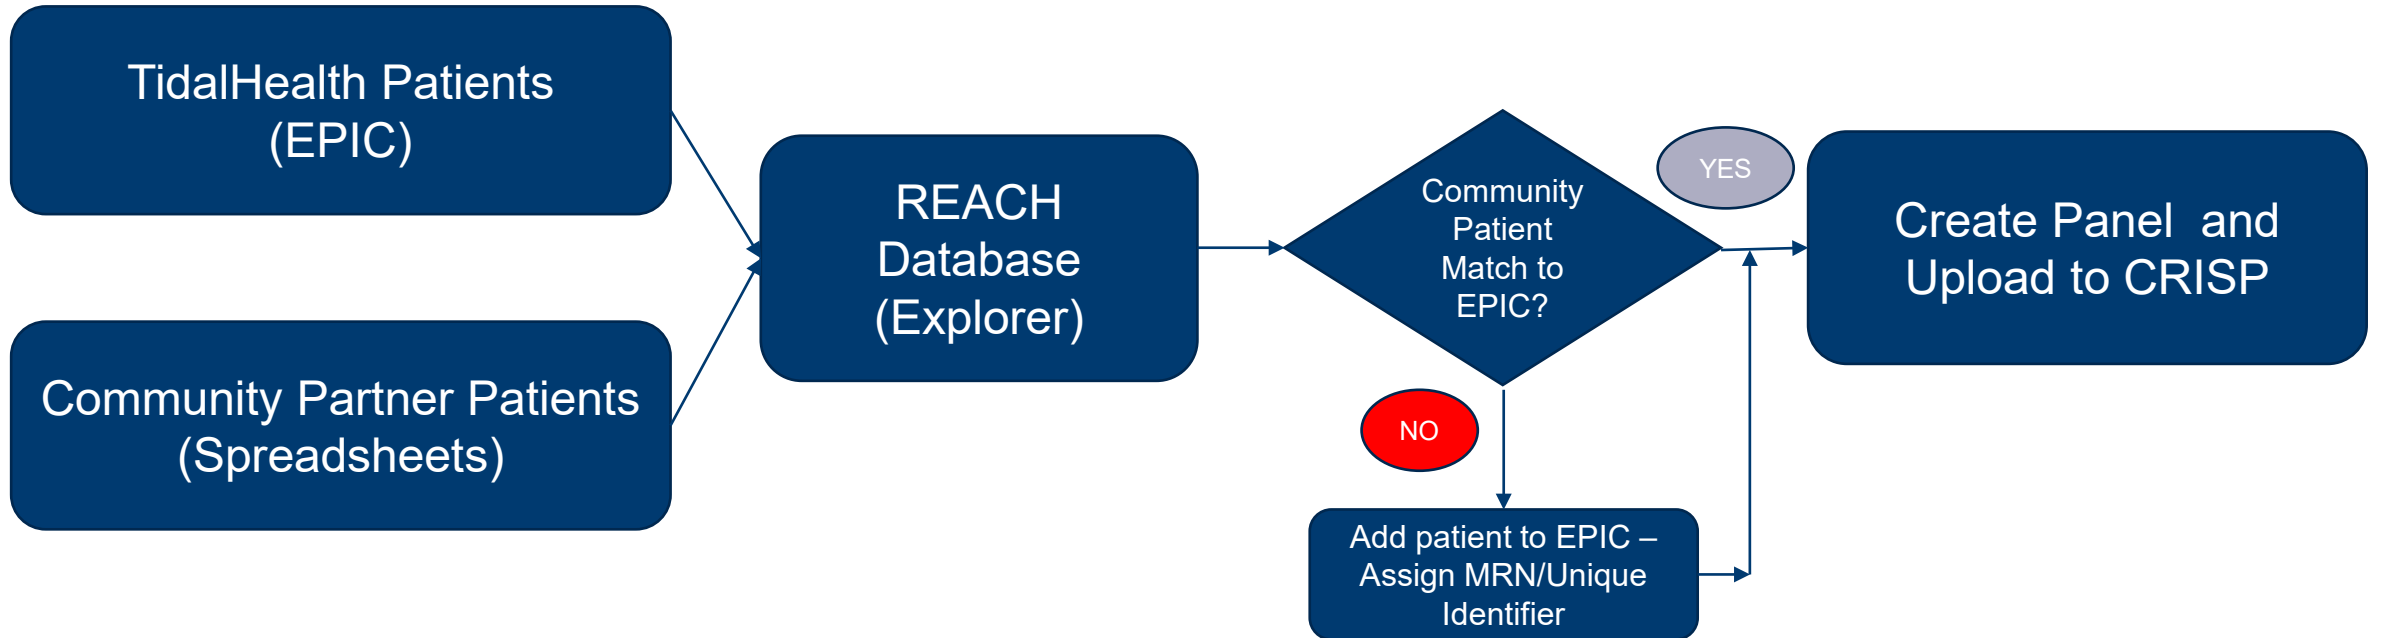 TidalHealth Patients
(EPIC)
Community Partner Patients
(Spreadsheets)
REACH
Database
(Explorer)
Community
Patient
Match to
EPIC?
YES
NO
Add patient to EPIC –
Assign MRN/Unique
Identifier
Create Panel  and
Upload to CRISP